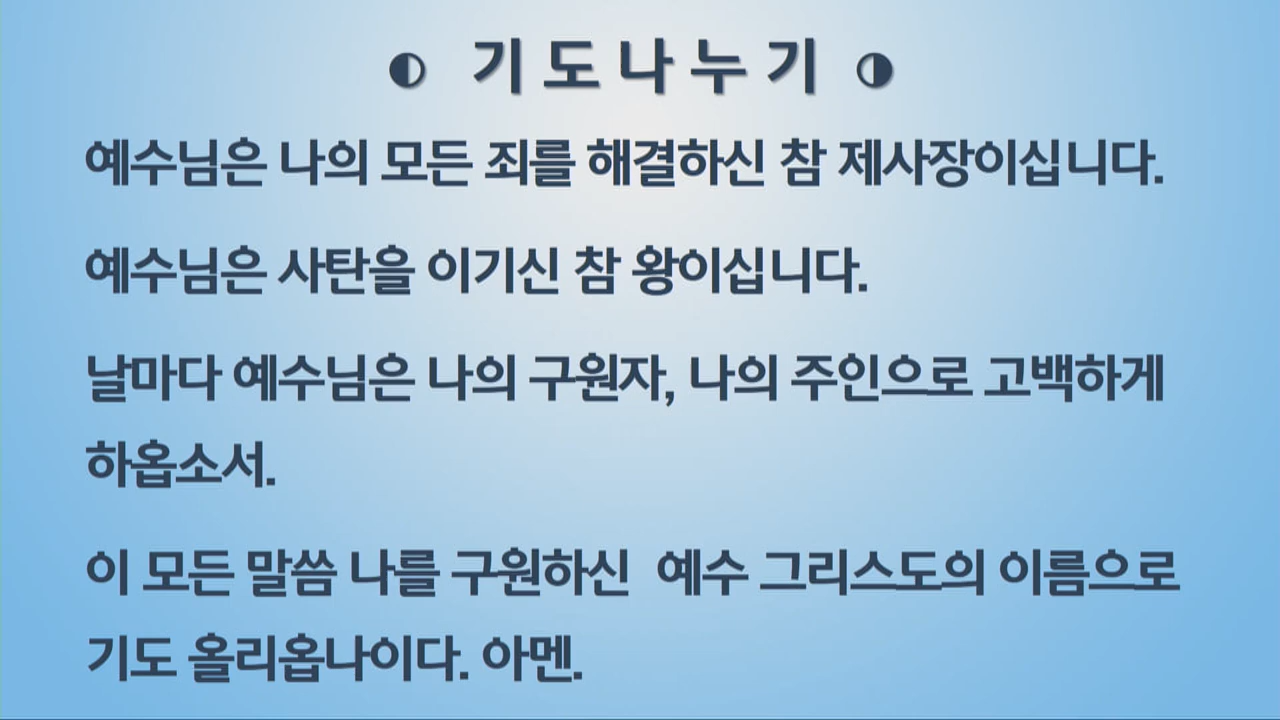 ◐ 기도나누기 ◑
예수님은 나의 모든 죄를 해결하신 참 제사장이십니다.
예수님은 사탄을 이기신 참 왕이십니다.
날마다 예수님은 나의 구원자, 나의 주인으로 고백하게
하옵소서.
이 모든 말씀 나를 구원하신 예수 그리스도의 이름으로
기도 올리옵나이다. 아멘.